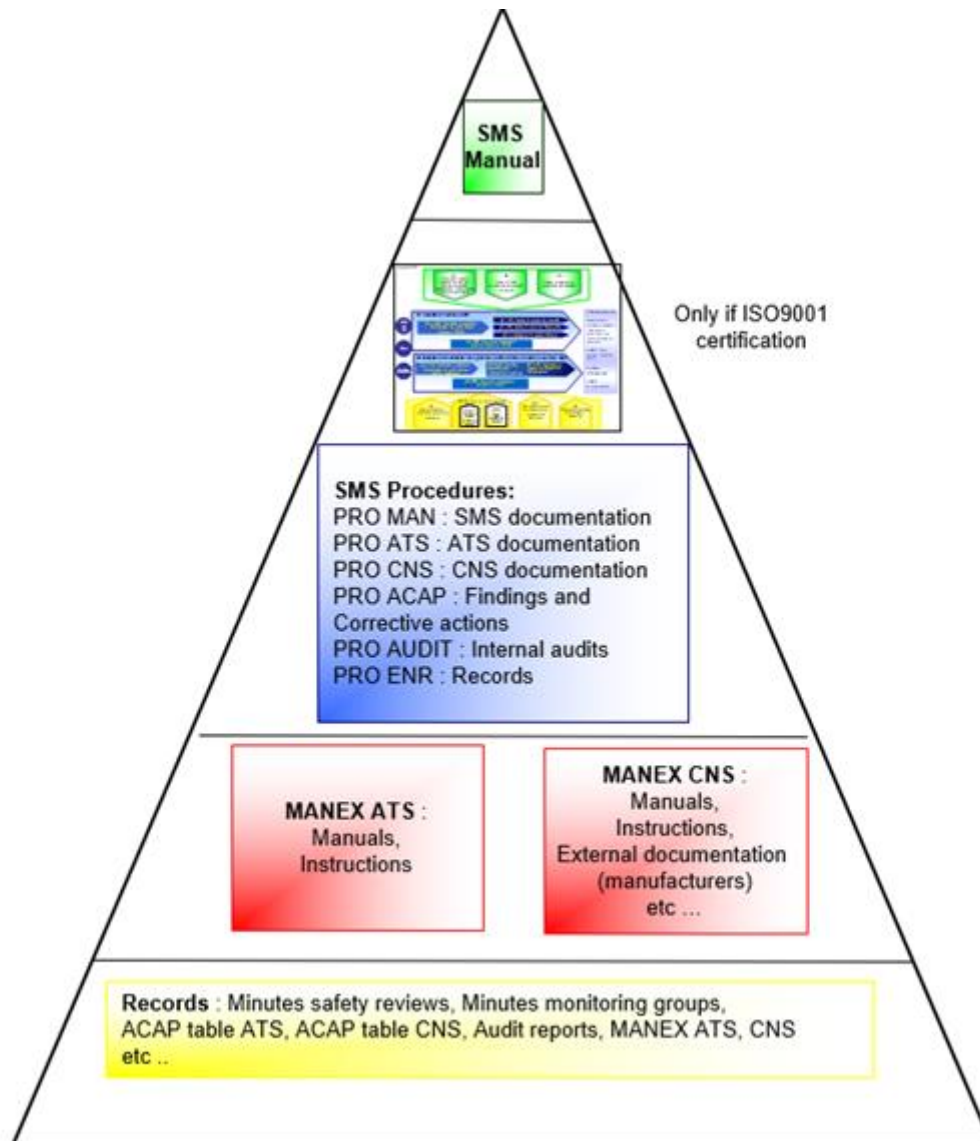 SMS
Manual
Only if ISO9001
certification
SMS Procedures:
PRO MAN : SMS documentation
PRO ATS : ATS documentation
PRO CNS : CNS documentation
PRO ACAP : Findings and
Corrective actions
PRO AUDIT : Internal audits
PRO ENR : Records
MANEX ATS :
Manuals,
Instructions
MANEX CNS :
Manuals,
Instructions,
External documentation
(manufacturers)
etc ...
Records : Minutes safety reviews, Minutes monitoring groups,
ACAP table ATS, ACAP table CNS, Audit reports, MANEX ATS, CNS
etc ..